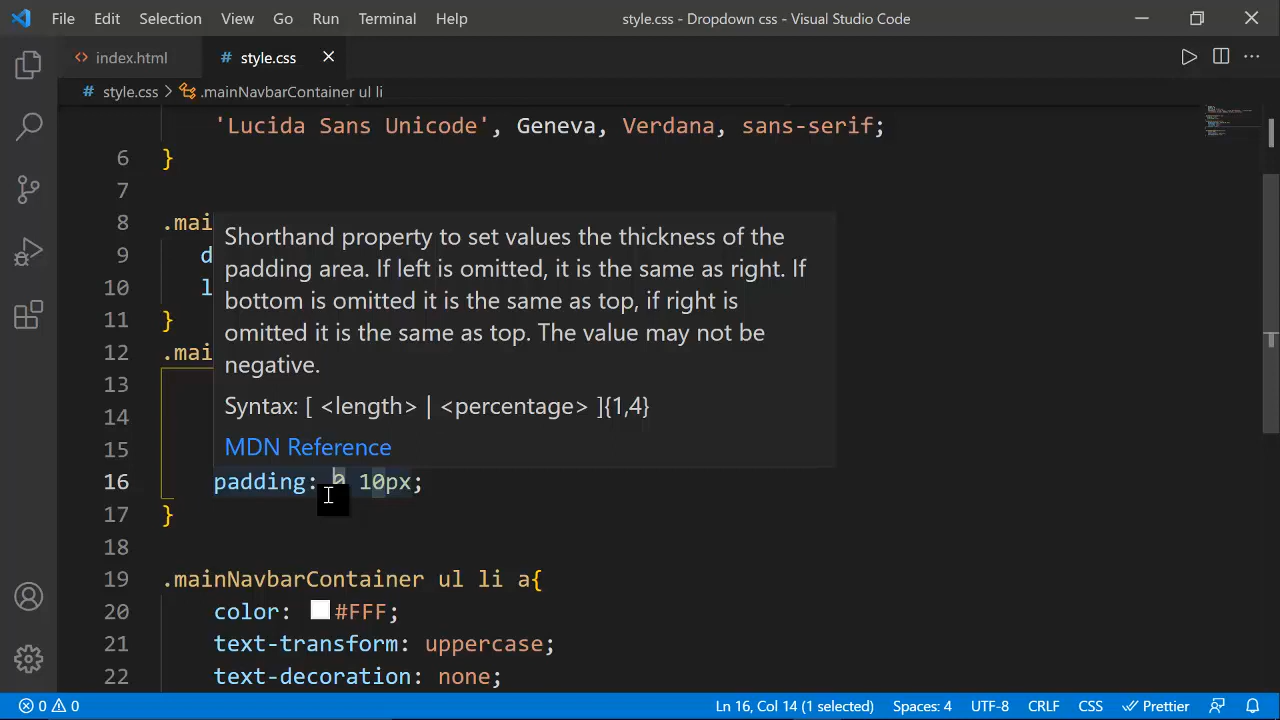 File Edit Selection View Go Run Terminal Help style.css - Dropdown css - Visual Studio Code
index.html # style.css
# style.css > .mainNavbarContainer ul li
'Lucida Sans Unicode', Geneva, Verdana, sans-serif;
6 }
7
8 .mai
Shorthand property to set values the thickness of the
9 d
padding area. If left is omitted, it is the same as right. If
10 l
bottom is omitted it is the same as top, if right is
11 }
omitted it is the same as top. The value may not be
12 .mai
negative.
13
Syntax: [ <length> | <percentage> ]{1,4}
14
MDN Reference
15
16 padding: 0 10px;
17 }
18
19 .mainNavbarContainer ul li a{
20 color: #FFF;
21 text-transform: uppercase;
22 text-decoration: none;
0 0 Ln 16, Col 14 (1 selected) Spaces: 4 UTF-8 CRLF CSS Prettier